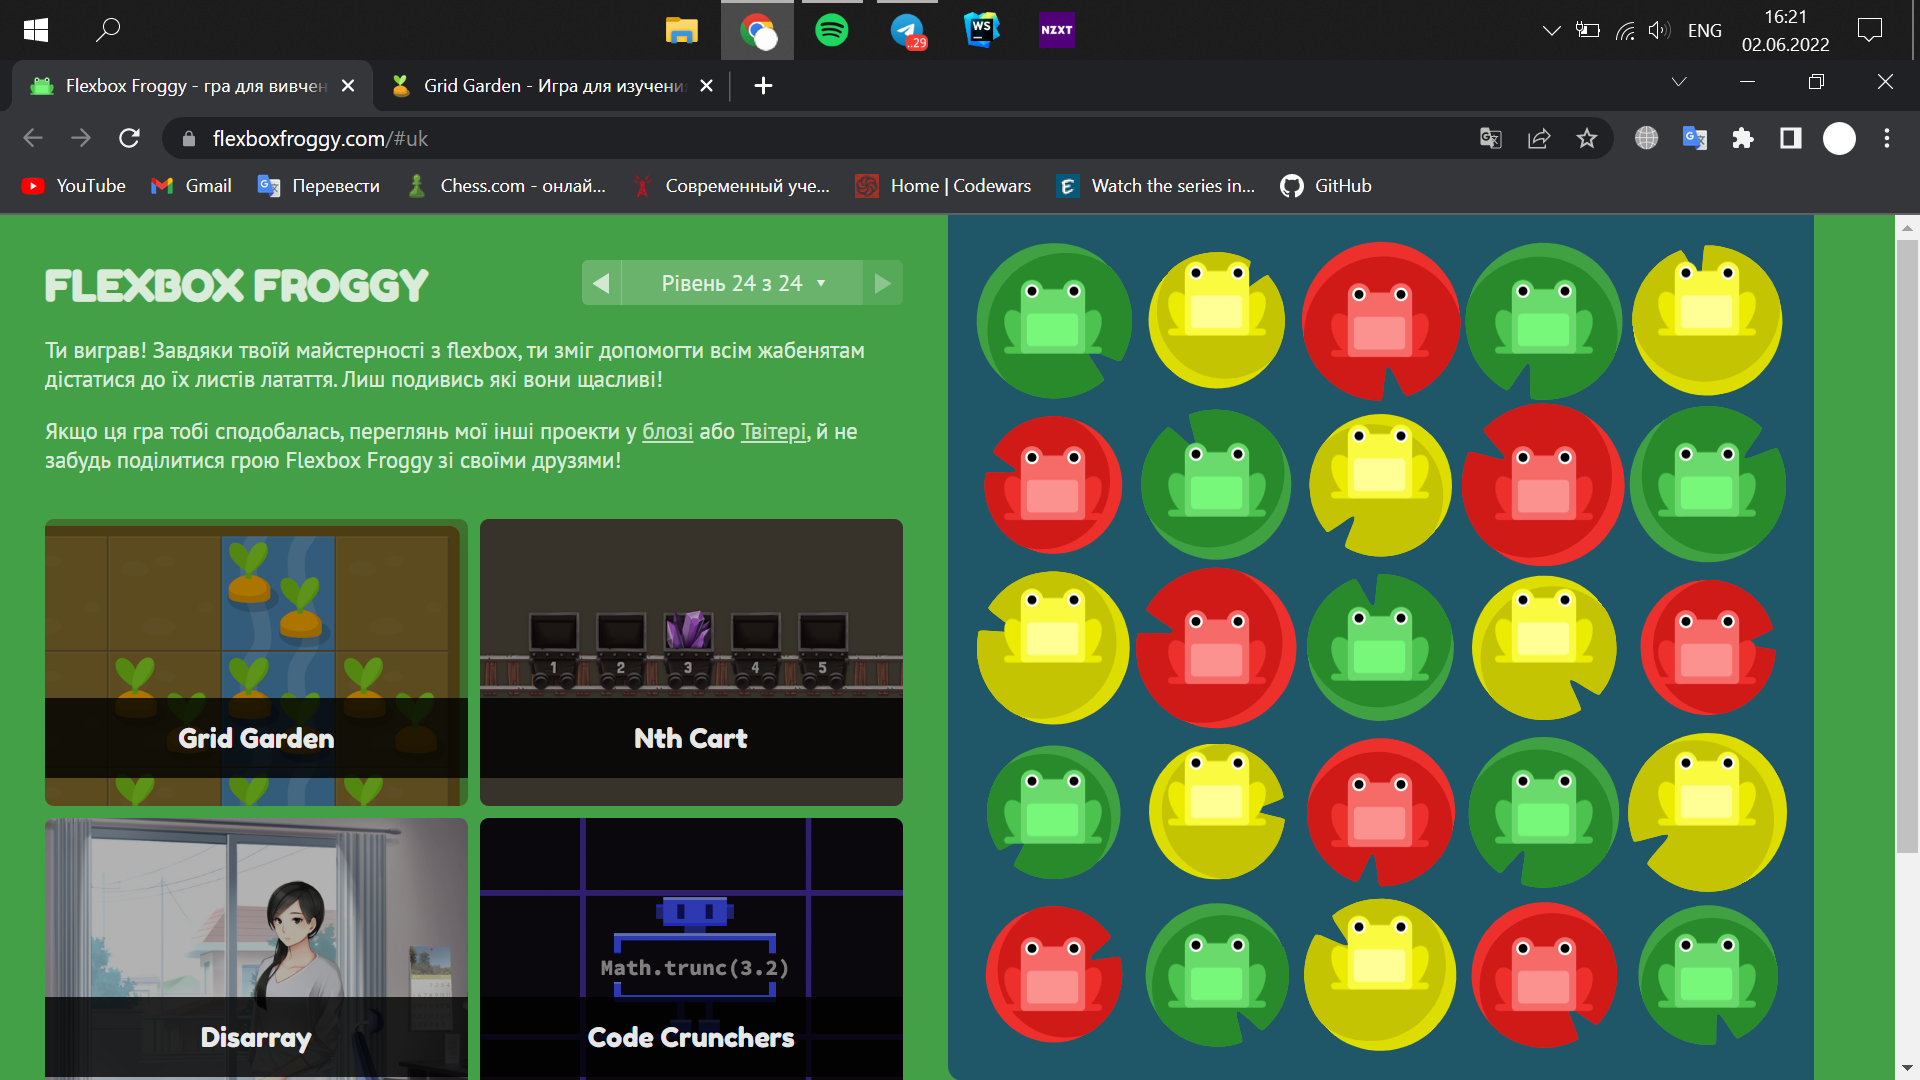 NZXT
WS
..29
ENG
16:21
02.06.2022
Flexbox Froggy - гра для вивчен
Grid Garden - Игра для изучени
flexboxfroggy.com/#uk
YouTube
Gmail
Перевести
Chess.com - онлай...
Современный уче...
Home | Codewars
Watch the series in...
GitHub
FLEXBOX FROGGY
Рівень 24 з 24
Ти виграв! Завдяки твоїй майстерності з flexbox, ти зміг допомогти всім жабенятам
дістатися до їх листів латаття. Лиш подивись які вони щасливі!
Якщо ця гра тобі сподобалась, переглянь мої інші проекти у блозі або Твітері, й не
забудь поділитися грою Flexbox Froggy зі своїми друзями!
1 2 3 4 5
Grid Garden
Nth Cart
Math.trunc(3.2)
Disarray
Code Crunchers